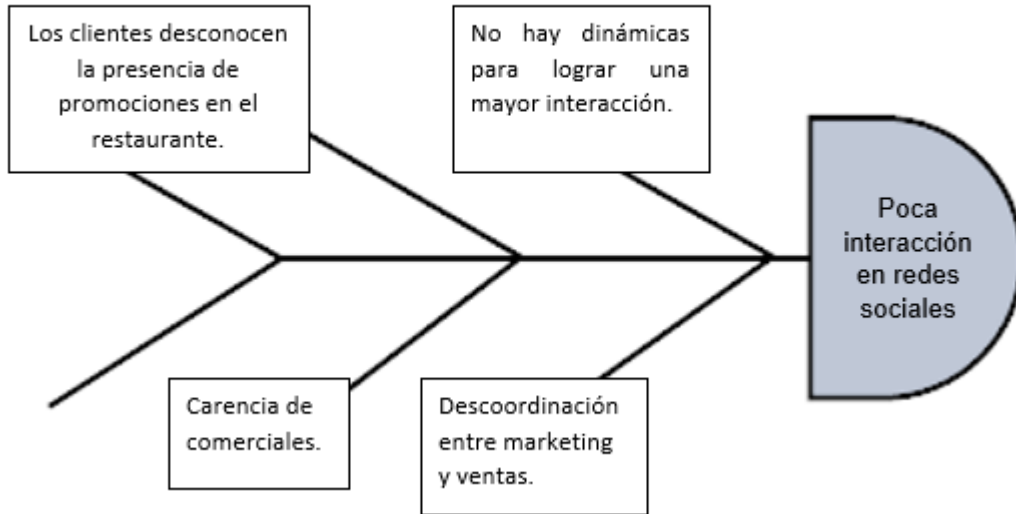 Los clientes desconocen
la presencia de
promociones en el
restaurante.
No hay dinámicas
para lograr una
mayor interacción.
Poca
interacción
en redes
sociales
Carencia de
comerciales.
Descoordinación
entre marketing
y ventas.